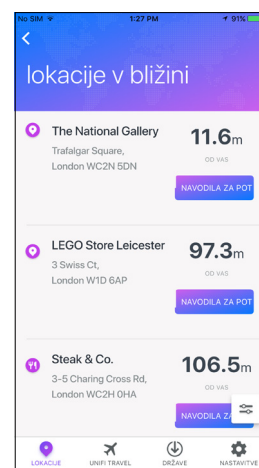 No SIM 1:27 PM 91%
lokacije v bližini
The National Gallery
Trafalgar Square,
London WC2N 5DN
11.6m
OD VAS
NAVODILA ZA POT
LEGO Store Leicester
3 Swiss Ct,
London W1D 6AP
97.3m
OD VAS
NAVODILA ZA POT
Steak & Co.
3-5 Charing Cross Rd,
London WC2H 0HA
106.5m
OD VAS
NAVODILA ZA
LOKACIJE UNIFI TRAVEL DRŽAVE NASTAVITVE